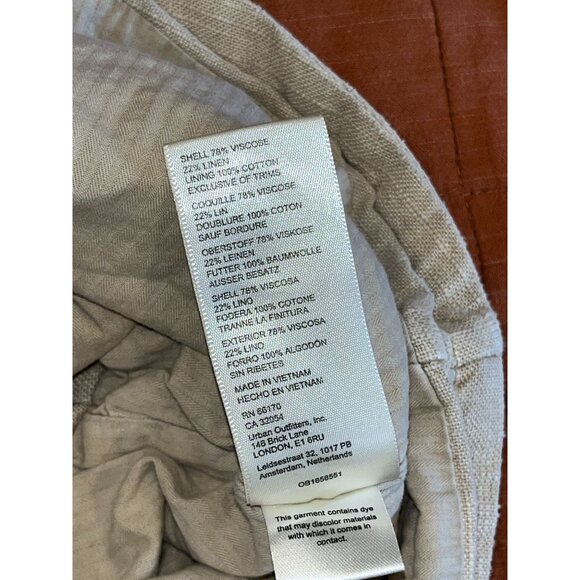 SHELL 78% VISCOSE
22% LINEN
LINING 100% COTTON
EXCLUSIVE OF TRIMS
COQUILLE 78% VISCOSE
22% LIN
DOUBLURE 100% COTON
SAUF BORDURE
OBERSTOFF 78% VISKOSE
22% LEINEN
FUTTER 100% BAUMWOLLE
AUSSER BESATZ
SHELL 78% VISCOSA
22% LINO
FODERA 100% COTONE
TRANNE LA FINITURA
EXTERIOR 78% VISCOSA
22% LINO
FORRO 100% ALGODÓN
SIN RIBETES
MADE IN VIETNAM
HECHO EN VIETNAM
RN 66170
CA 32054
Urban Outfitters, Inc.
146 Brick Lane
LONDON, E1 6RU
Leidsestraat 32, 1017 PB
Amsterdam, Netherlands
OB1658551
This garment contains dye
that may discolor materials
with which it comes in
contact.